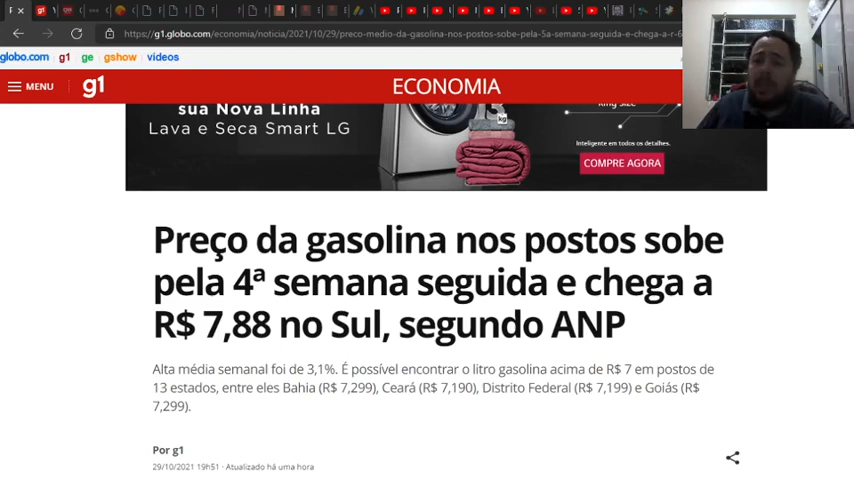 https://g1.globo.com/economia/noticia/2021/10/29/preco-medio-da-gasolina-nos-postos-sobe-pela-5a-semana-seguida-e-chega-a-r-6
globo.com g1 ge gshow vídeos
MENU g1 ECONOMIA
sua Nova Linha
Lava e Seca Smart LG
13
kg
King Size
Inteligente em todos os detalhes.
COMPRE AGORA
Preço da gasolina nos postos sobe
pela 4ª semana seguida e chega a
R$ 7,88 no Sul, segundo ANP
Alta média semanal foi de 3,1%. É possível encontrar o litro gasolina acima de R$ 7 em postos de
13 estados, entre eles Bahia (R$ 7,299), Ceará (R$ 7,190), Distrito Federal (R$ 7,199) e Goiás (R$
7,299).
Por g1
29/10/2021 19h51 · Atualizado há uma hora